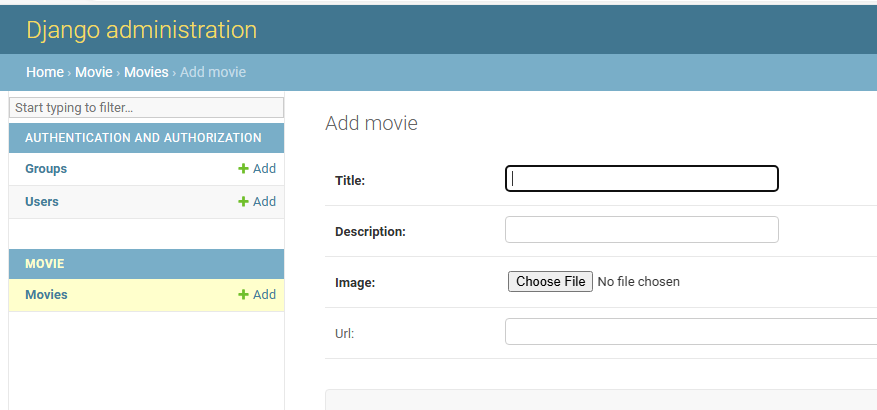 Django administration
Home › Movie › Movies › Add movie
Start typing to filter…
AUTHENTICATION AND AUTHORIZATION
Groups + Add
Users + Add
MOVIE
Movies + Add
Add movie
Title:
Description:
Image: Choose File No file chosen
Url: